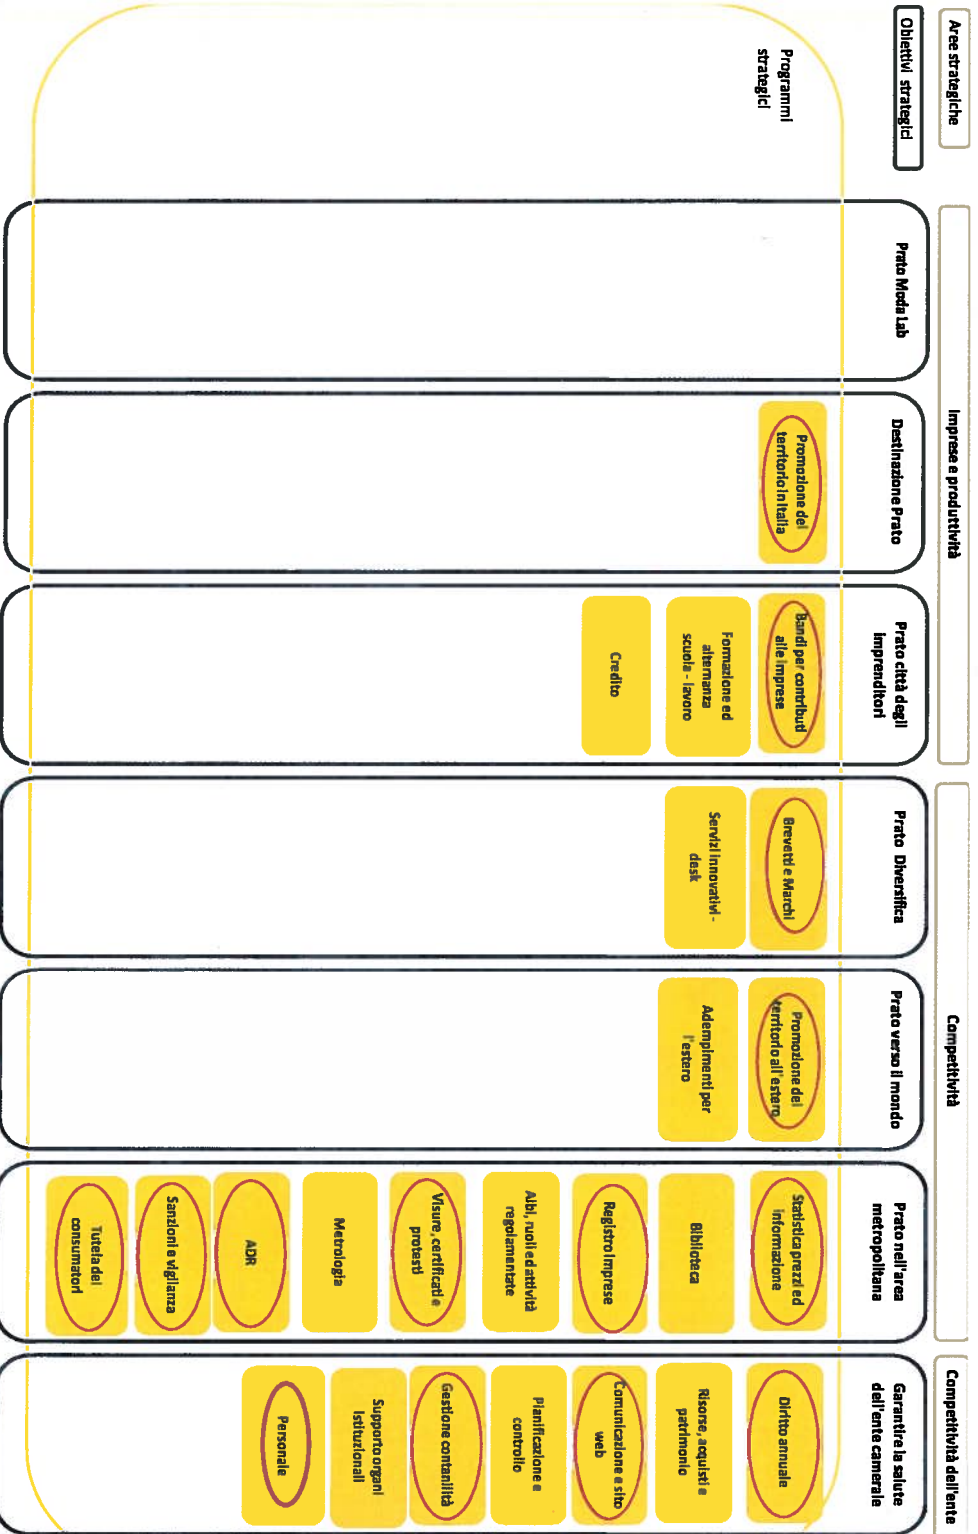 Aree strategiche
Imprese e produttività
Competitività
Competitività dell'ente
Obiettivi strategici
Prato Moda Lab
Destinazione Prato
Prato città degli
imprenditori
Prato Diversifica
Prato verso il mondo
Prato nell'area
metropolitana
Garantire la salute
dell'ente camerale
Programmi
strategici
Promozione del
territorio in Italia
Bandi per contributi
alle imprese
Formazione ed
alternanza
scuola - lavoro
Credito
Brevetti e Marchi
Servizi innovativi -
desk
Promozione del
territorio all'estero
Adempimenti per
l'estero
Statistica prezzi ed
informazione
Biblioteca
Registro Imprese
Albi, ruoli ed attività
regolamentate
Visure, certificati e
protesti
Metrologia
ADR
Sanzioni e vigilanza
Tutela dei
consumatori
Diritto annuale
Risorse, acquisti e
patrimonio
Comunicazione e sito
web
Pianificazione e
controllo
Gestione contanilità
Supporto organi
istituzionali
Personale